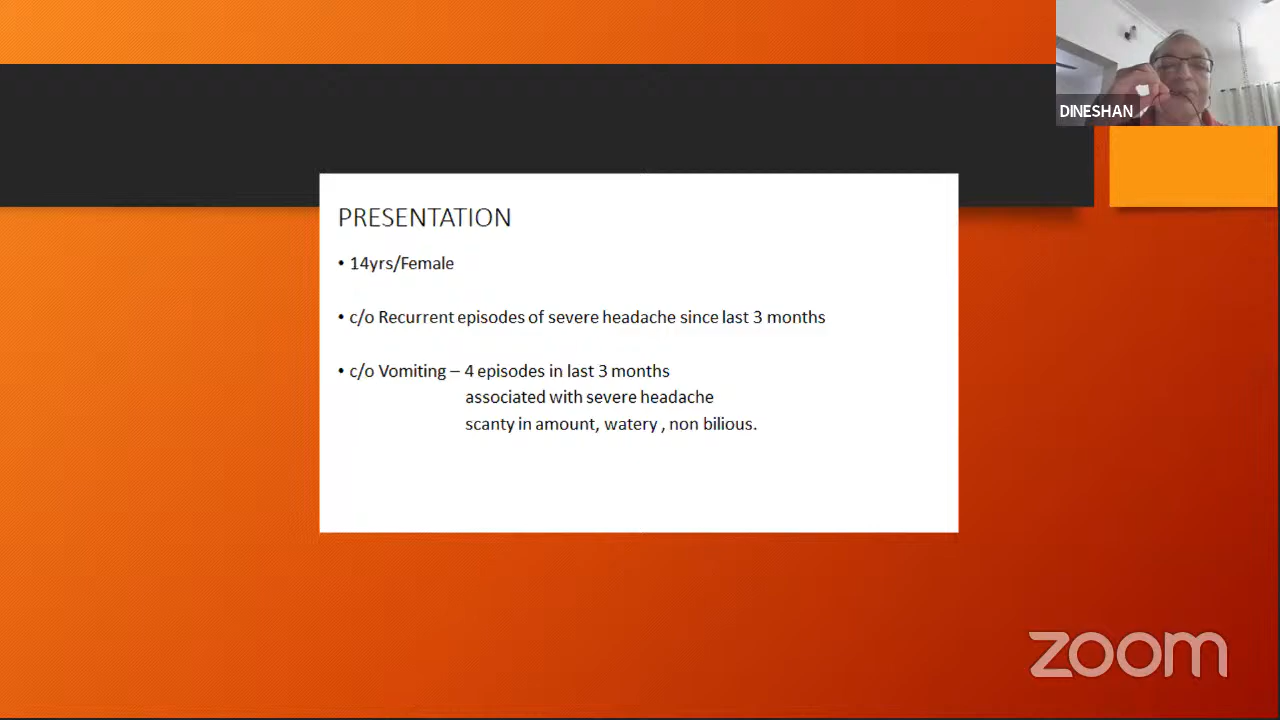 DINESHAN
PRESENTATION
• 14yrs/Female
• c/o Recurrent episodes of severe headache since last 3 months
• c/o Vomiting – 4 episodes in last 3 months
associated with severe headache
scanty in amount, watery , non bilious.
zoom